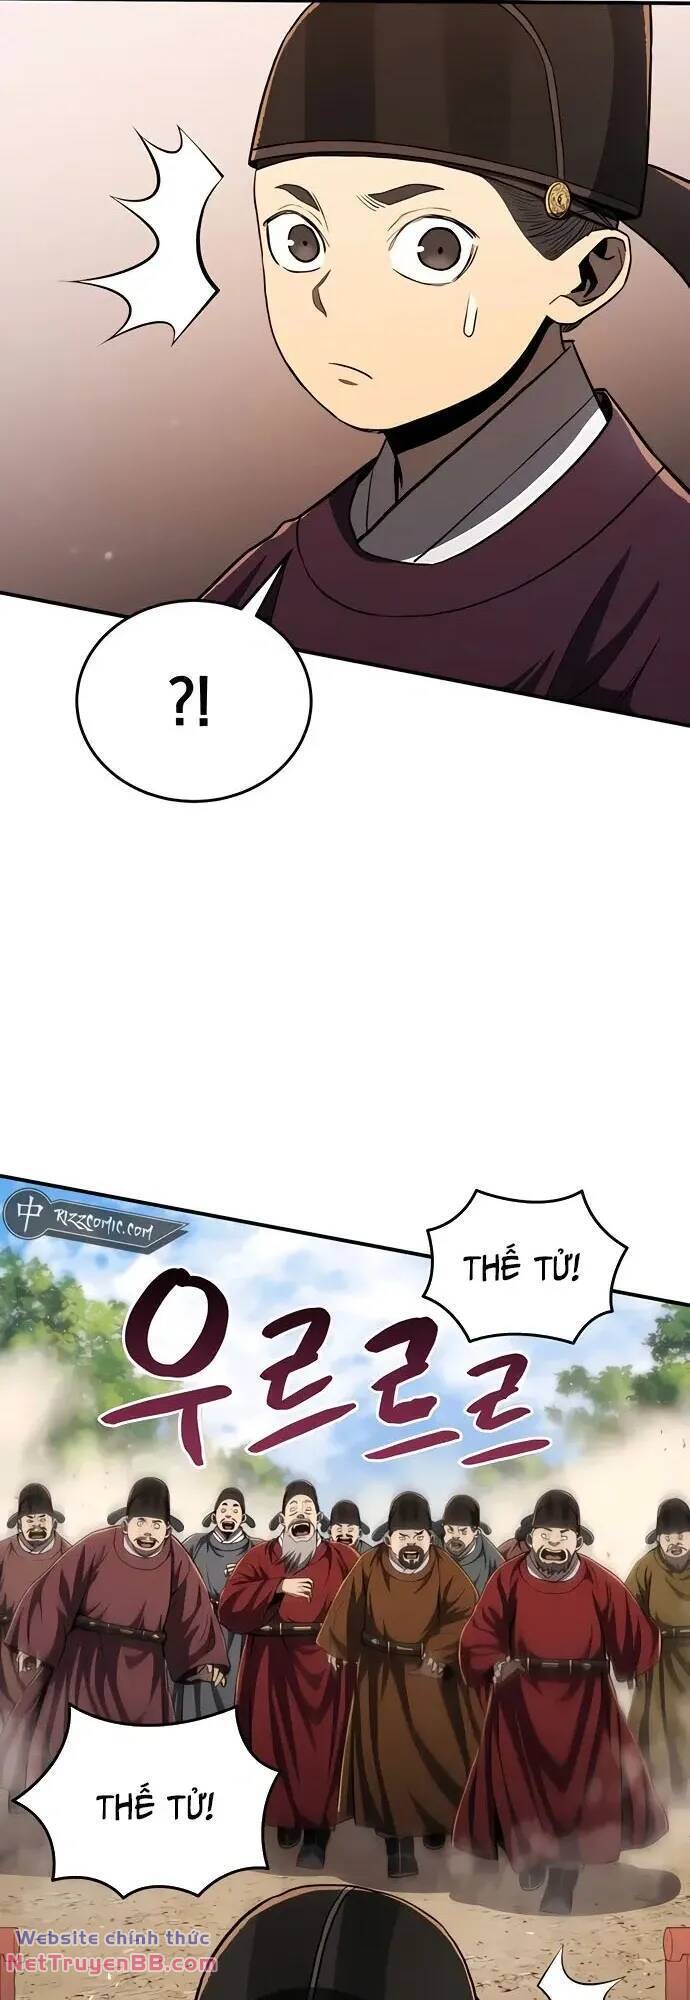 ?!
中 RIZZCOMIC.COM
THẾ TỬ!
우르르르
THẾ TỬ!
Website chính thức
NetTruyenBB.com